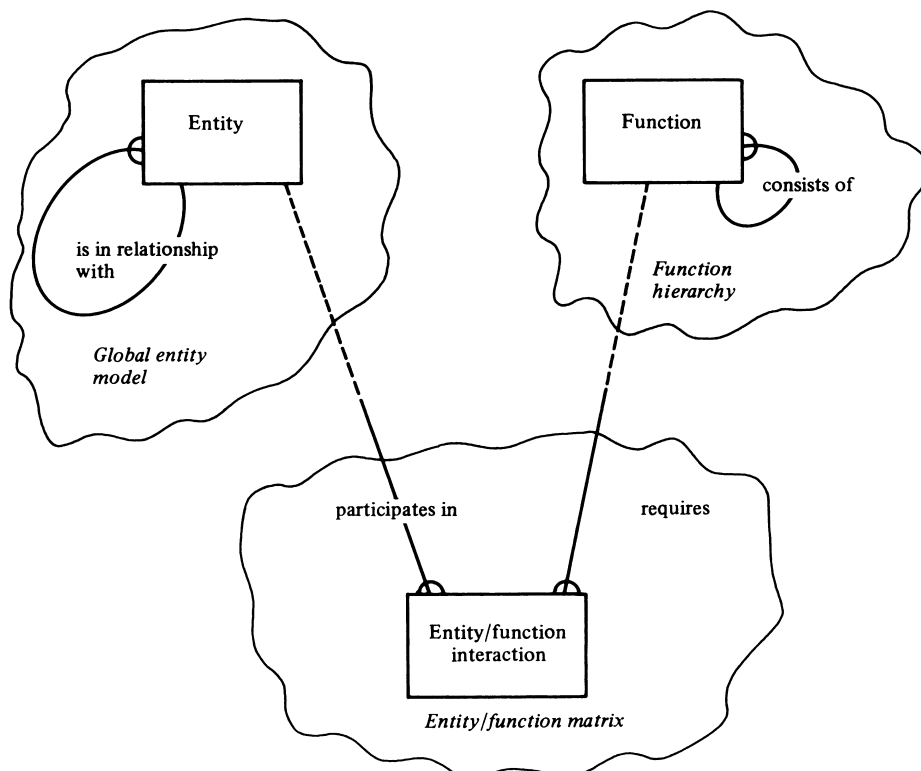 Entity
Function
consists of
is in relationship
with
Function
hierarchy
Global entity
model
participates in
requires
Entity/function
interaction
Entity/function matrix